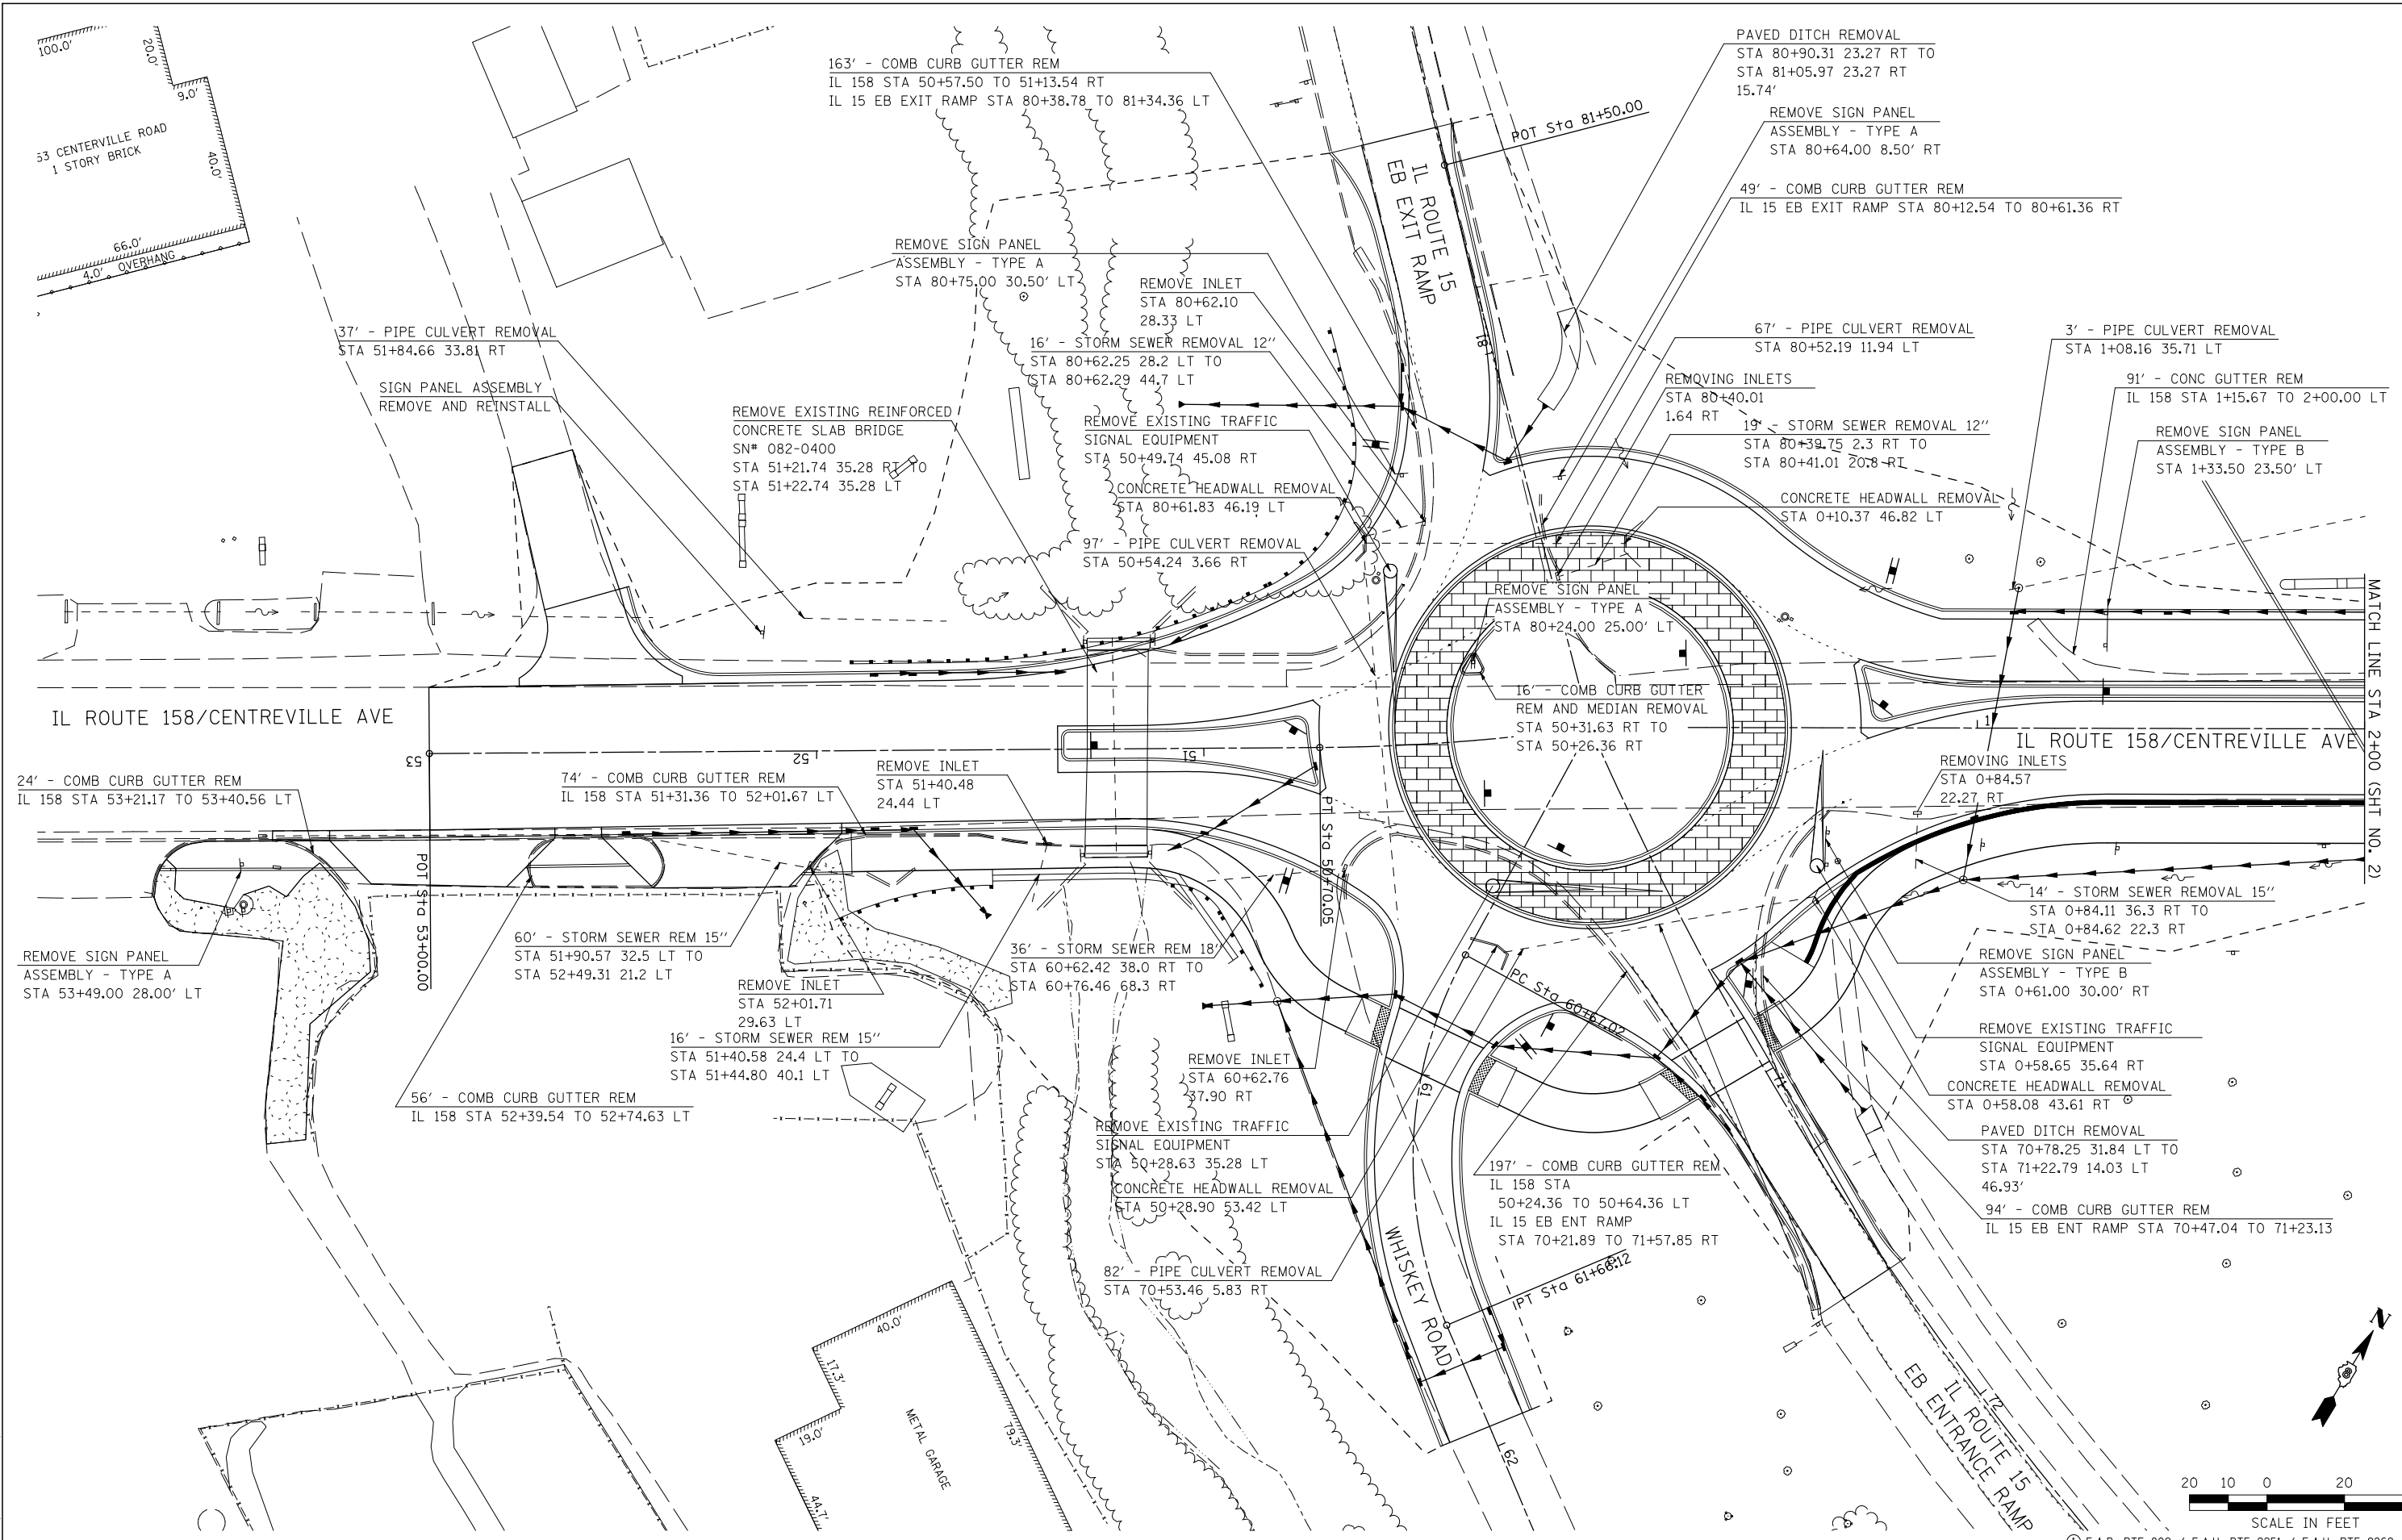 100.0'
20.0'
9.0'
40.0'
53 CENTERVILLE ROAD
1 STORY BRICK
66.0'
4.0' OVERHANG
163' - COMB CURB GUTTER REM
IL 158 STA 50+57.50 TO 51+13.54 RT
IL 15 EB EXIT RAMP STA 80+38.78 TO 81+34.36 LT
PAVED DITCH REMOVAL
STA 80+90.31 23.27 RT TO
STA 81+05.97 23.27 RT
15.74'
REMOVE SIGN PANEL
ASSEMBLY - TYPE A
STA 80+64.00 8.50' RT
49' - COMB CURB GUTTER REM
IL 15 EB EXIT RAMP STA 80+12.54 TO 80+61.36 RT
POT Sta 81+50.00
IL ROUTE 15
EB EXIT RAMP
81
REMOVE SIGN PANEL
ASSEMBLY - TYPE A
STA 80+75.00 30.50' LT
REMOVE INLET
STA 80+62.10
28.33 LT
16' - STORM SEWER REMOVAL 12"
STA 80+62.25 28.2 LT TO
STA 80+62.29 44.7 LT
37' - PIPE CULVERT REMOVAL
STA 51+84.66 33.81 RT
SIGN PANEL ASSEMBLY
REMOVE AND REINSTALL
REMOVE EXISTING REINFORCED
CONCRETE SLAB BRIDGE
SN# 082-0400
STA 51+21.74 35.28 RT TO
STA 51+22.74 35.28 LT
REMOVE EXISTING TRAFFIC
SIGNAL EQUIPMENT
STA 50+49.74 45.08 RT
CONCRETE HEADWALL REMOVAL
STA 80+61.83 46.19 LT
97' - PIPE CULVERT REMOVAL
STA 50+54.24 3.66 RT
67' - PIPE CULVERT REMOVAL
STA 80+52.19 11.94 LT
REMOVING INLETS
STA 80+40.01
1.64 RT
19' - STORM SEWER REMOVAL 12"
STA 80+39.75 2.3 RT TO
STA 80+41.01 20.8 RT
CONCRETE HEADWALL REMOVAL
STA 0+10.37 46.82 LT
3' - PIPE CULVERT REMOVAL
STA 1+08.16 35.71 LT
91' - CONC GUTTER REM
IL 158 STA 1+15.67 TO 2+00.00 LT
REMOVE SIGN PANEL
ASSEMBLY - TYPE B
STA 1+33.50 23.50' LT
REMOVE SIGN PANEL
ASSEMBLY - TYPE A
STA 80+24.00 25.00' LT
16' - COMB CURB GUTTER
REM AND MEDIAN REMOVAL
STA 50+31.63 RT TO
STA 50+26.36 RT
MATCH LINE STA 2+00 (SHT NO. 2)
IL ROUTE 158/CENTREVILLE AVE
53
52
51
1
IL ROUTE 158/CENTREVILLE AVE
24' - COMB CURB GUTTER REM
IL 158 STA 53+21.17 TO 53+40.56 LT
74' - COMB CURB GUTTER REM
IL 158 STA 51+31.36 TO 52+01.67 LT
REMOVE INLET
STA 51+40.48
24.44 LT
PT Sta 50+70.05
POT Sta 53+00.00
REMOVING INLETS
STA 0+84.57
22.27 RT
REMOVE SIGN PANEL
ASSEMBLY - TYPE A
STA 53+49.00 28.00' LT
60' - STORM SEWER REM 15"
STA 51+90.57 32.5 LT TO
STA 52+49.31 21.2 LT
REMOVE INLET
STA 52+01.71
29.63 LT
36' - STORM SEWER REM 18"
STA 60+62.42 38.0 RT TO
STA 60+76.46 68.3 RT
16' - STORM SEWER REM 15"
STA 51+40.58 24.4 LT TO
STA 51+44.80 40.1 LT
56' - COMB CURB GUTTER REM
IL 158 STA 52+39.54 TO 52+74.63 LT
PC Sta 60+67.02
14' - STORM SEWER REMOVAL 15"
STA 0+84.11 36.3 RT TO
STA 0+84.62 22.3 RT
REMOVE SIGN PANEL
ASSEMBLY - TYPE B
STA 0+61.00 30.00' RT
REMOVE EXISTING TRAFFIC
SIGNAL EQUIPMENT
STA 0+58.65 35.64 RT
CONCRETE HEADWALL REMOVAL
STA 0+58.08 43.61 RT
PAVED DITCH REMOVAL
STA 70+78.25 31.84 LT TO
STA 71+22.79 14.03 LT
46.93'
94' - COMB CURB GUTTER REM
IL 15 EB ENT RAMP STA 70+47.04 TO 71+23.13
REMOVE INLET
STA 60+62.76
37.90 RT
REMOVE EXISTING TRAFFIC
SIGNAL EQUIPMENT
STA 50+28.63 35.28 LT
CONCRETE HEADWALL REMOVAL
STA 50+28.90 53.42 LT
82' - PIPE CULVERT REMOVAL
STA 70+53.46 5.83 RT
197' - COMB CURB GUTTER REM
IL 158 STA
50+24.36 TO 50+64.36 LT
IL 15 EB ENT RAMP
STA 70+21.89 TO 71+57.85 RT
61
71
WHISKEY ROAD
PT Sta 61+66.12
62
72
IL ROUTE 15
EB ENTRANCE RAMP
40.0'
17.3'
19.0'
METAL GARAGE
79.3'
44.7'
N
20 10 0 20
SCALE IN FEET